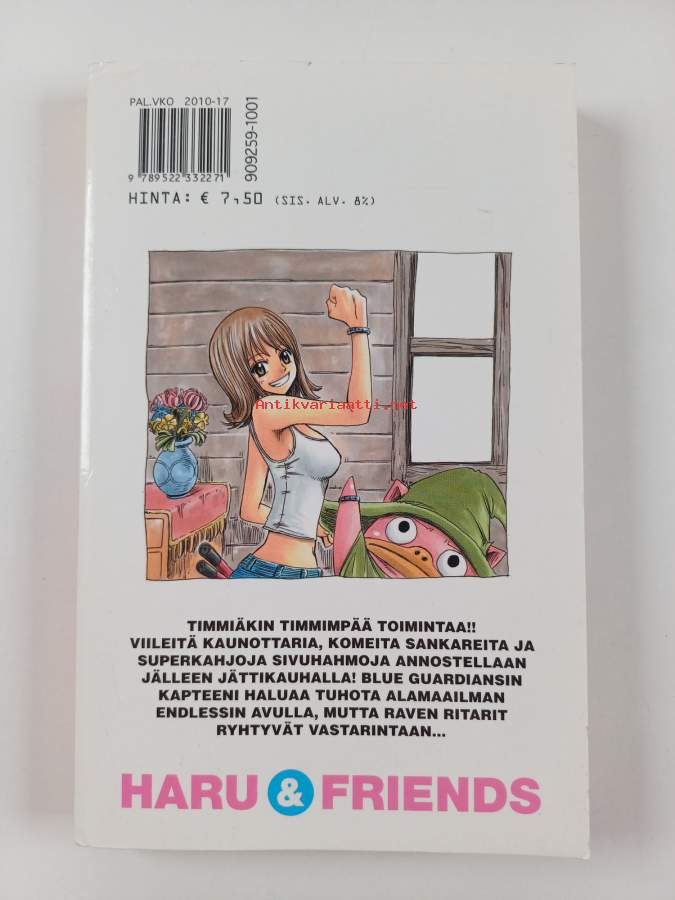 PAL.VKO 2010-17
9 789522 332271
909259-1001
HINTA: € 7,50 (SIS. ALV. 8%)
Antikvariaatti.net
TIMMIÄKIN TIMMIMPÄÄ TOIMINTAA!!
VIILEITÄ KAUNOTTARIA, KOMEITA SANKAREITA JA
SUPERKAHJOJA SIVUHAHMOJA ANNOSTELLAAN
JÄLLEEN JÄTTIKAUHALLA! BLUE GUARDIANSIN
KAPTEENI HALUAA TUHOTA ALAMAAILMAN
ENDLESSIN AVULLA, MUTTA RAVEN RITARIT
RYHTYVÄT VASTARINTAAN...
HARU & FRIENDS